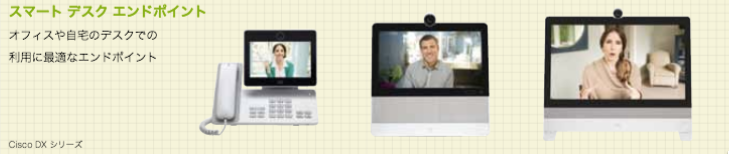 スマート デスク エンドポイント
オフィスや自宅のデスクでの
利用に最適なエンドポイント
Cisco DX シリーズ